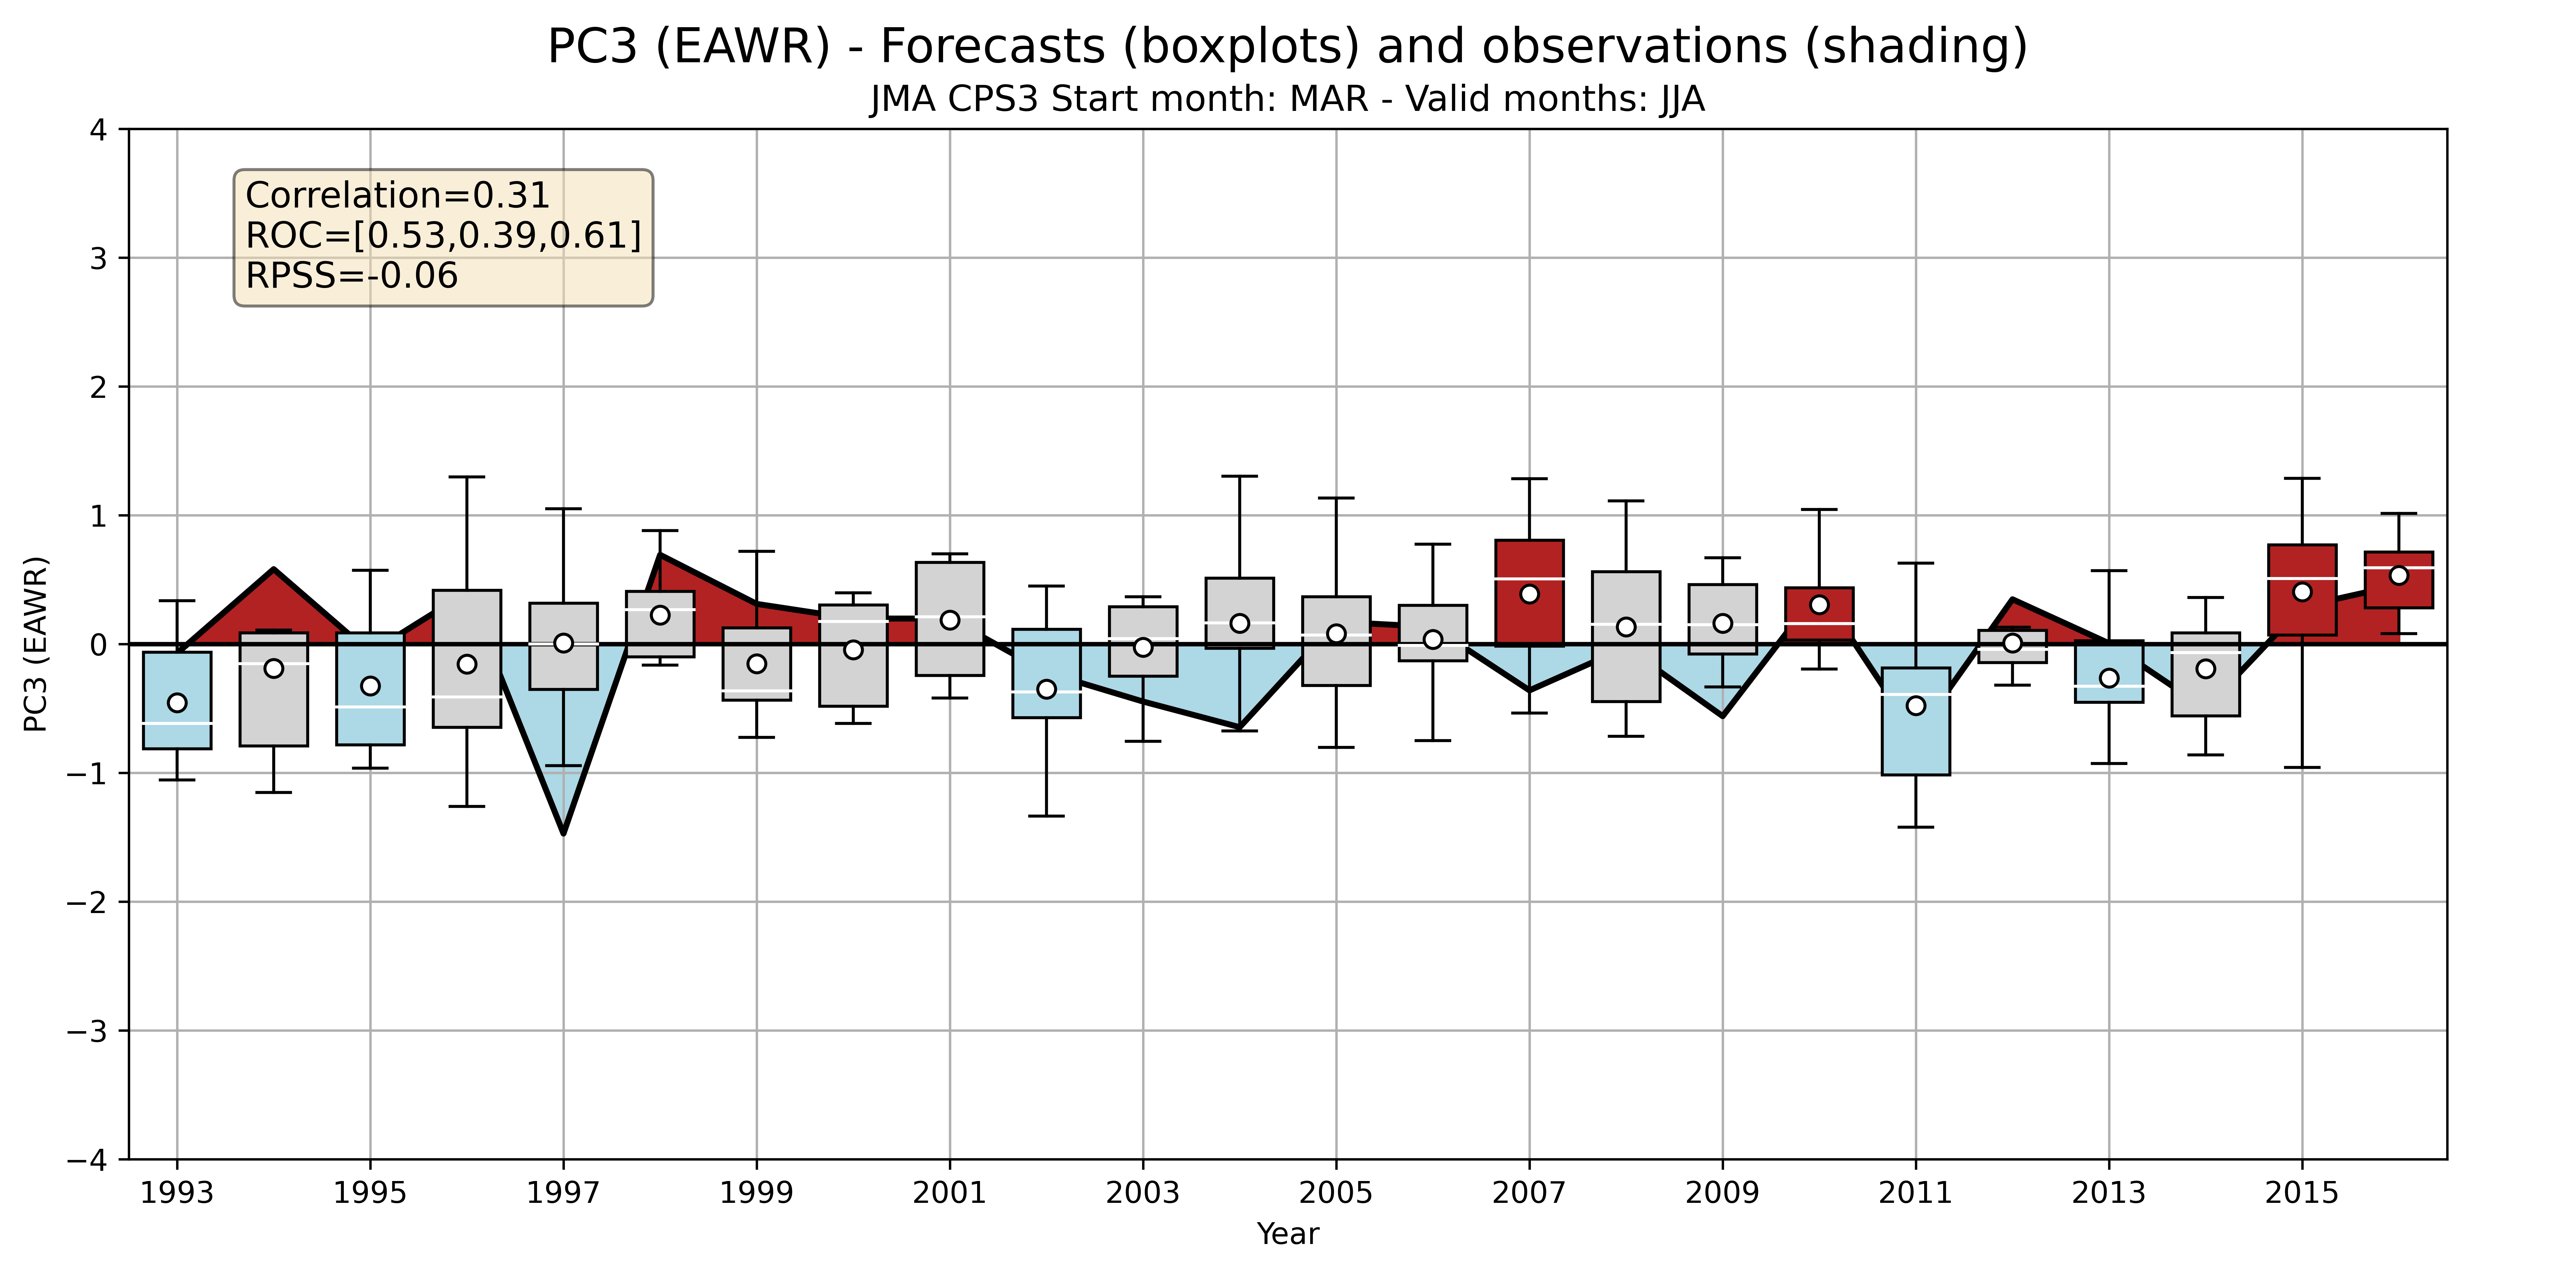 PC3 (EAWR) - Forecasts (boxplots) and observations (shading)
JMA CPS3 Start month: MAR - Valid months: JJA
Correlation=0.31
ROC=[0.53,0.39,0.61]
RPSS=-0.06
PC3 (EAWR)
4
3
2
1
0
−1
−2
−3
−4
1993 1995 1997 1999 2001 2003 2005 2007 2009 2011 2013 2015
Year